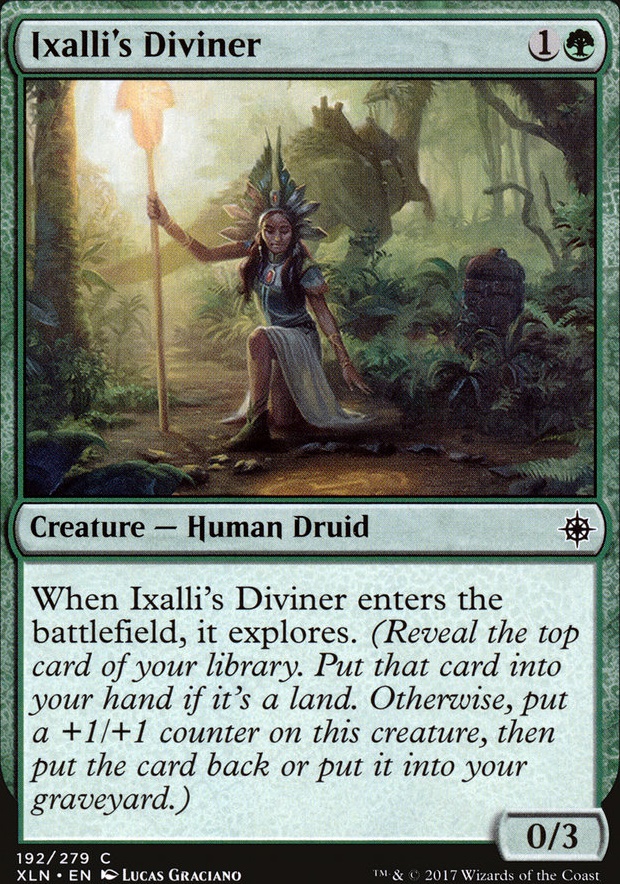 Ixalli's Diviner 1
Creature — Human Druid
When Ixalli's Diviner enters the
battlefield, it explores. (Reveal the top
card of your library. Put that card into
your hand if it's a land. Otherwise, put
a +1/+1 counter on this creature, then
put the card back or put it into your
graveyard.)
0/3
192/279 C
XLN • EN Lucas Graciano
™ & © 2017 Wizards of the Coast